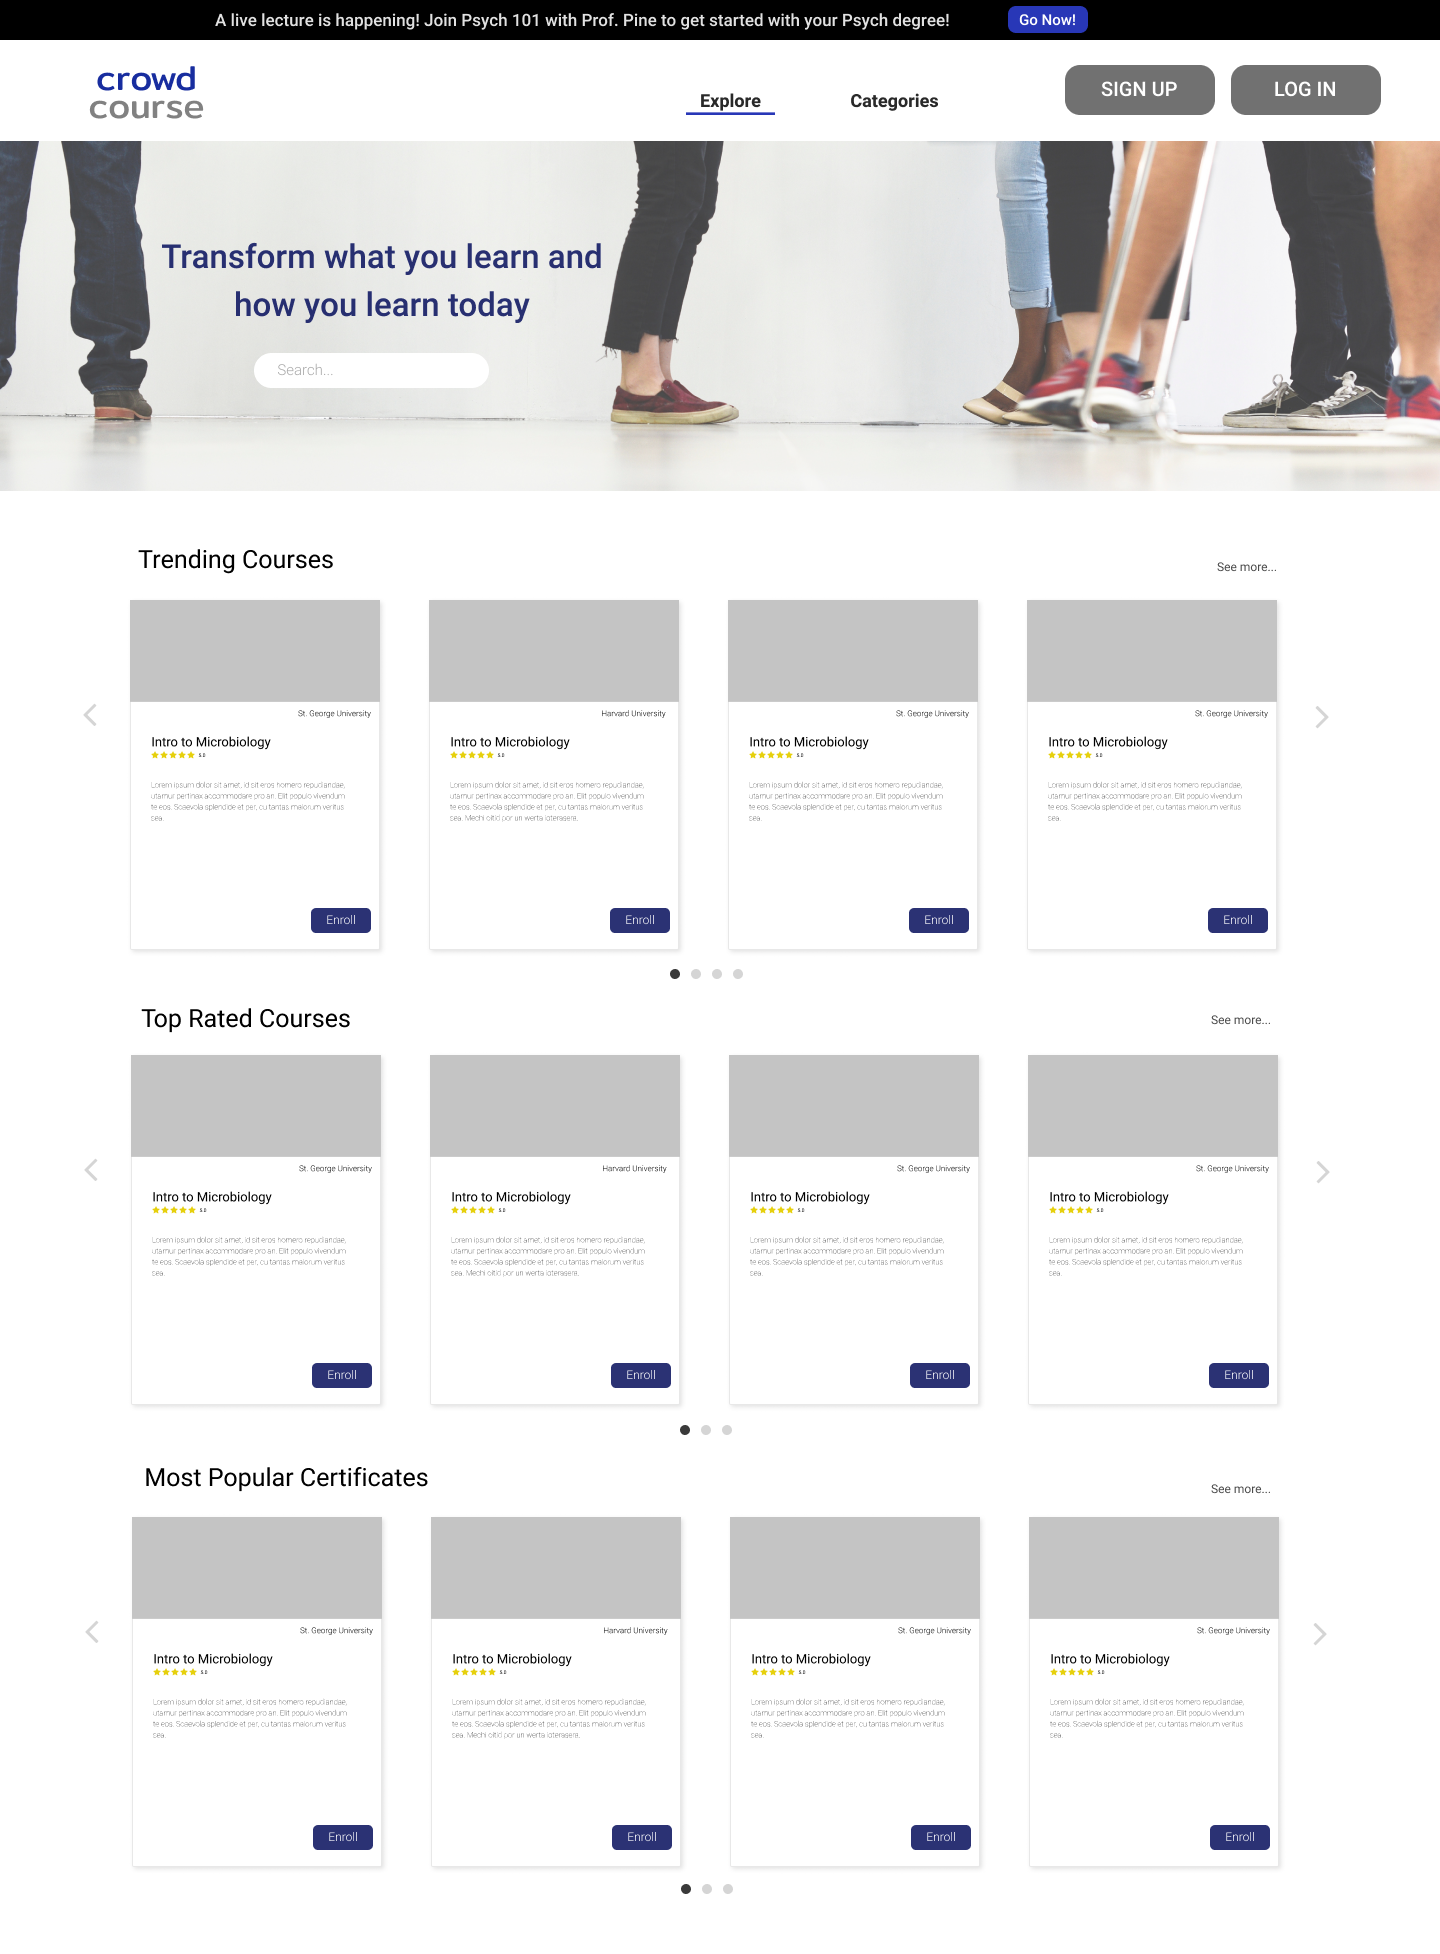 A live lecture is happening! Join Psych 101 with Prof. Pine to get started with your Psych degree!
Go Now!
crowd
course
Explore
Categories
SIGN UP
LOG IN
Transform what you learn and
how you learn today
Search...
Trending Courses
See more...
St. George University
Intro to Microbiology
5.0
Lorem ipsum dolor sit amet, id sit eros homero repudiandae,
utamur pertinax accommodare pro an. Elit populo vivendum
te eos. Scaevola splendide et per, cu tantas maiorum veritus
sea.
Enroll
Harvard University
Intro to Microbiology
5.0
Lorem ipsum dolor sit amet, id sit eros homero repudiandae,
utamur pertinax accommodare pro an. Elit populo vivendum
te eos. Scaevola splendide et per, cu tantas maiorum veritus
sea. Mechi oitid por un werta ioterasere.
Enroll
St. George University
Intro to Microbiology
5.0
Lorem ipsum dolor sit amet, id sit eros homero repudiandae,
utamur pertinax accommodare pro an. Elit populo vivendum
te eos. Scaevola splendide et per, cu tantas maiorum veritus
sea.
Enroll
St. George University
Intro to Microbiology
5.0
Lorem ipsum dolor sit amet, id sit eros homero repudiandae,
utamur pertinax accommodare pro an. Elit populo vivendum
te eos. Scaevola splendide et per, cu tantas maiorum veritus
sea.
Enroll
Top Rated Courses
See more...
St. George University
Intro to Microbiology
5.0
Lorem ipsum dolor sit amet, id sit eros homero repudiandae,
utamur pertinax accommodare pro an. Elit populo vivendum
te eos. Scaevola splendide et per, cu tantas maiorum veritus
sea.
Enroll
Harvard University
Intro to Microbiology
5.0
Lorem ipsum dolor sit amet, id sit eros homero repudiandae,
utamur pertinax accommodare pro an. Elit populo vivendum
te eos. Scaevola splendide et per, cu tantas maiorum veritus
sea. Mechi oitid por un werta ioterasere.
Enroll
St. George University
Intro to Microbiology
5.0
Lorem ipsum dolor sit amet, id sit eros homero repudiandae,
utamur pertinax accommodare pro an. Elit populo vivendum
te eos. Scaevola splendide et per, cu tantas maiorum veritus
sea.
Enroll
St. George University
Intro to Microbiology
5.0
Lorem ipsum dolor sit amet, id sit eros homero repudiandae,
utamur pertinax accommodare pro an. Elit populo vivendum
te eos. Scaevola splendide et per, cu tantas maiorum veritus
sea.
Enroll
Most Popular Certificates
See more...
St. George University
Intro to Microbiology
5.0
Lorem ipsum dolor sit amet, id sit eros homero repudiandae,
utamur pertinax accommodare pro an. Elit populo vivendum
te eos. Scaevola splendide et per, cu tantas maiorum veritus
sea.
Enroll
Harvard University
Intro to Microbiology
5.0
Lorem ipsum dolor sit amet, id sit eros homero repudiandae,
utamur pertinax accommodare pro an. Elit populo vivendum
te eos. Scaevola splendide et per, cu tantas maiorum veritus
sea. Mechi oitid por un werta ioterasere.
Enroll
St. George University
Intro to Microbiology
5.0
Lorem ipsum dolor sit amet, id sit eros homero repudiandae,
utamur pertinax accommodare pro an. Elit populo vivendum
te eos. Scaevola splendide et per, cu tantas maiorum veritus
sea.
Enroll
St. George University
Intro to Microbiology
5.0
Lorem ipsum dolor sit amet, id sit eros homero repudiandae,
utamur pertinax accommodare pro an. Elit populo vivendum
te eos. Scaevola splendide et per, cu tantas maiorum veritus
sea.
Enroll